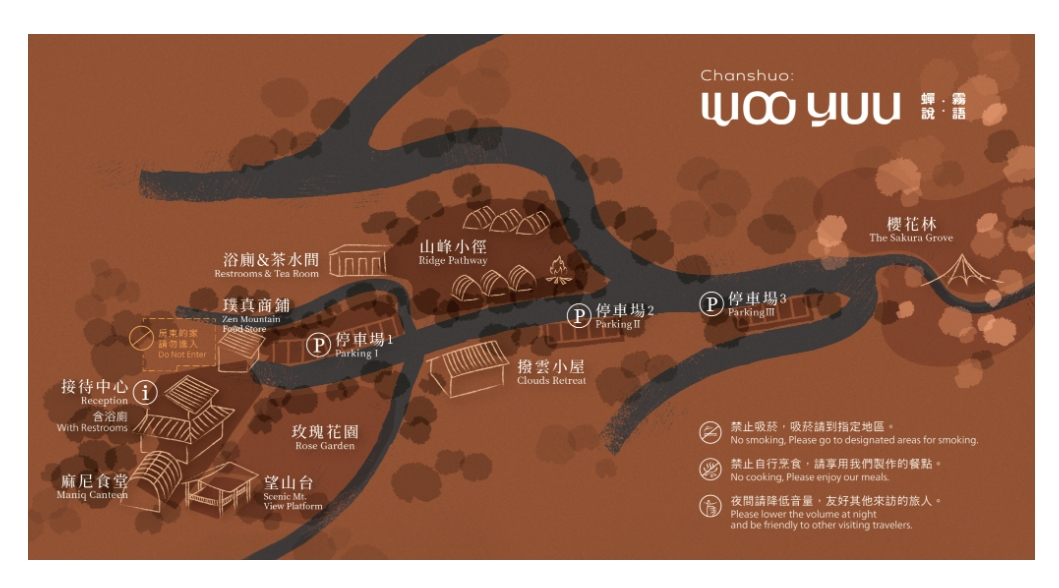 Chanshuo:
woo yuu
蟬說・霧語
櫻花林
The Sakura Grove
山峰小徑
Ridge Pathway
浴廁&茶水間
Restrooms & Tea Room
璞真商鋪
Zen Mountain
Food Store
房東的家
請勿進入
Do Not Enter
P 停車場1
Parking I
P 停車場2
Parking II
P 停車場3
Parking III
撥雲小屋
Clouds Retreat
接待中心
Reception
含浴廁
With Restrooms
玫瑰花園
Rose Garden
麻尼食堂
Maniq Canteen
望山台
Scenic Mt.
View Platform
禁止吸菸,吸菸請到指定地區。
No smoking, Please go to designated areas for smoking.
禁止自行烹食,請享用我們製作的餐點。
No cooking, Please enjoy our meals.
夜間請降低音量,友好其他來訪的旅人。
Please lower the volume at night
and be friendly to other visiting travelers.